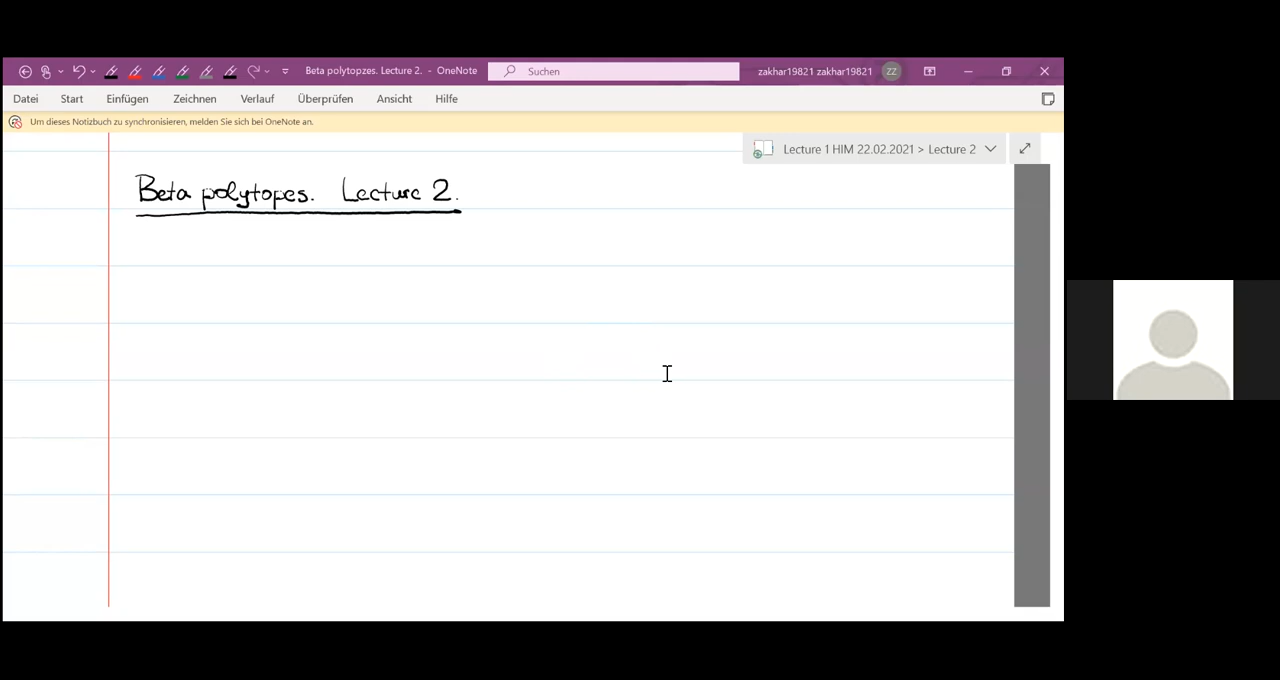 Beta polytopzes. Lecture 2. - OneNote
Suchen
zakhar19821 zakhar19821
ZZ
Datei Start Einfügen Zeichnen Verlauf Überprüfen Ansicht Hilfe
Um dieses Notizbuch zu synchronisieren, melden Sie sich bei OneNote an.
Lecture 1 HIM 22.02.2021 > Lecture 2
Beta polytopes. Lecture 2.